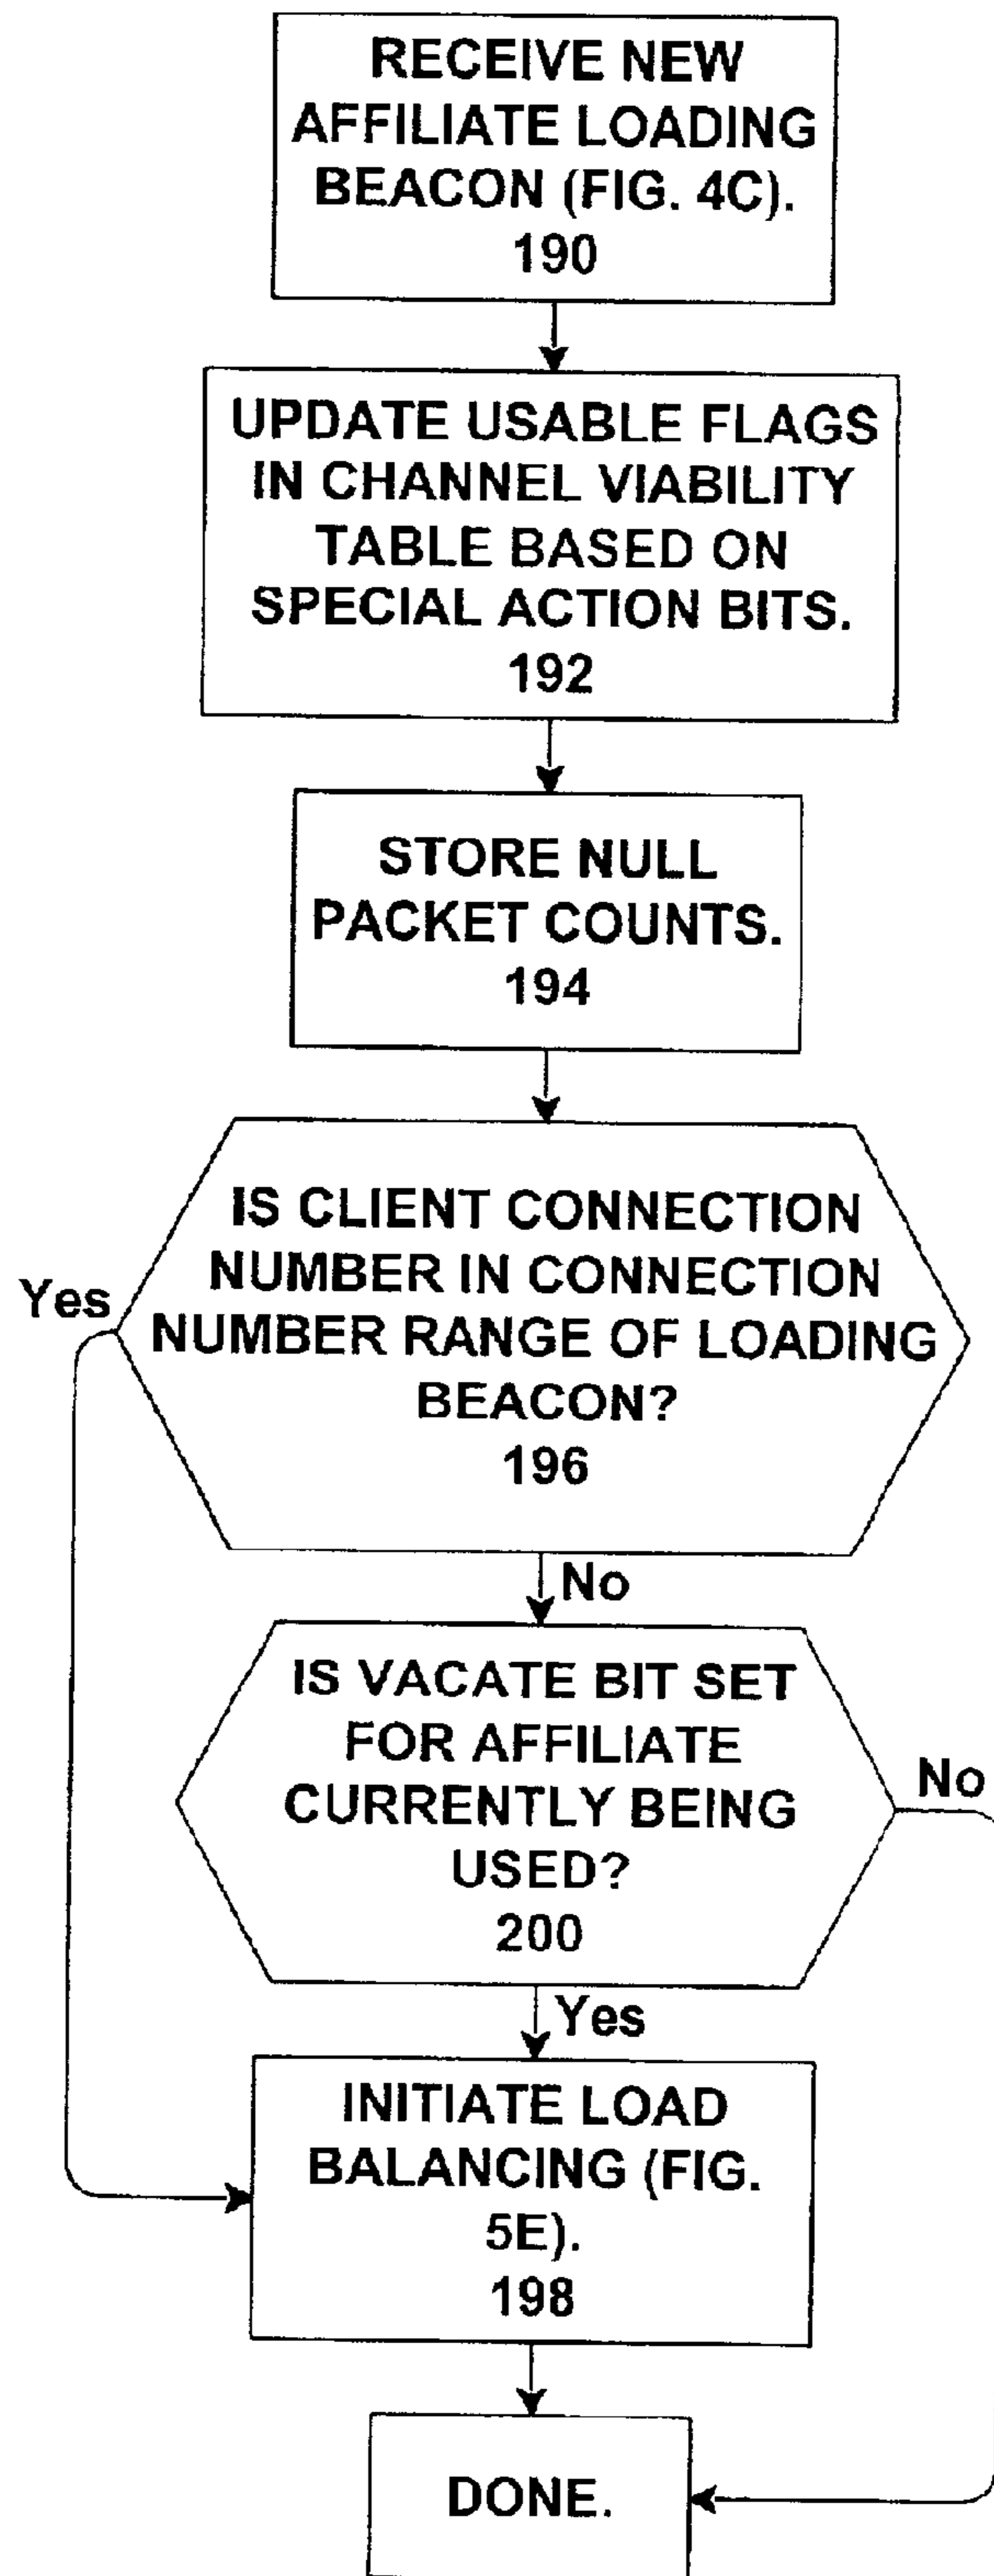 RECEIVE NEW
AFFILIATE LOADING
BEACON (FIG. 4C).
190
UPDATE USABLE FLAGS
IN CHANNEL VIABILITY
TABLE BASED ON
SPECIAL ACTION BITS.
192
STORE NULL
PACKET COUNTS.
194
IS CLIENT CONNECTION
NUMBER IN CONNECTION
NUMBER RANGE OF LOADING
BEACON?
196
Yes
No
IS VACATE BIT SET
FOR AFFILIATE
CURRENTLY BEING
USED?
200
No
Yes
INITIATE LOAD
BALANCING (FIG.
5E).
198
DONE.